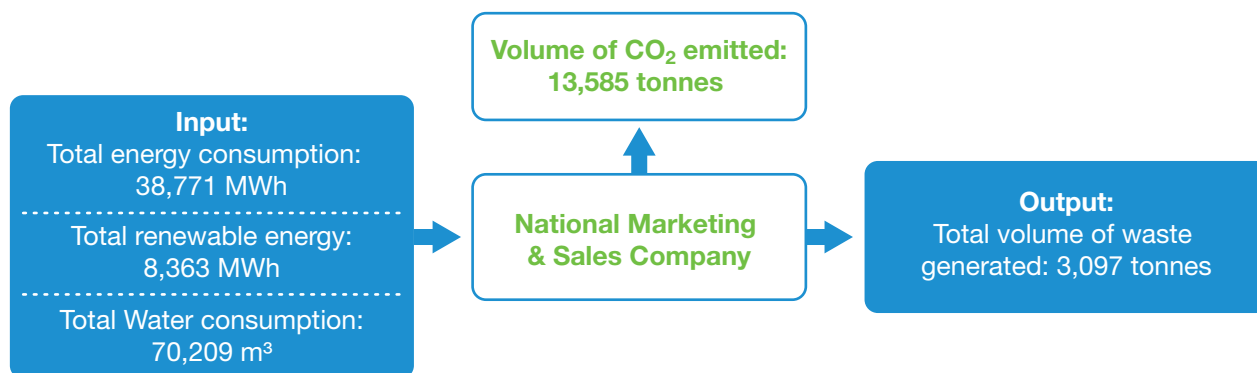 Volume of CO₂ emitted:
13,585 tonnes
Input:
Total energy consumption:
38,771 MWh
Total renewable energy:
8,363 MWh
Total Water consumption:
70,209 m³
National Marketing
& Sales Company
Output:
Total volume of waste
generated: 3,097 tonnes